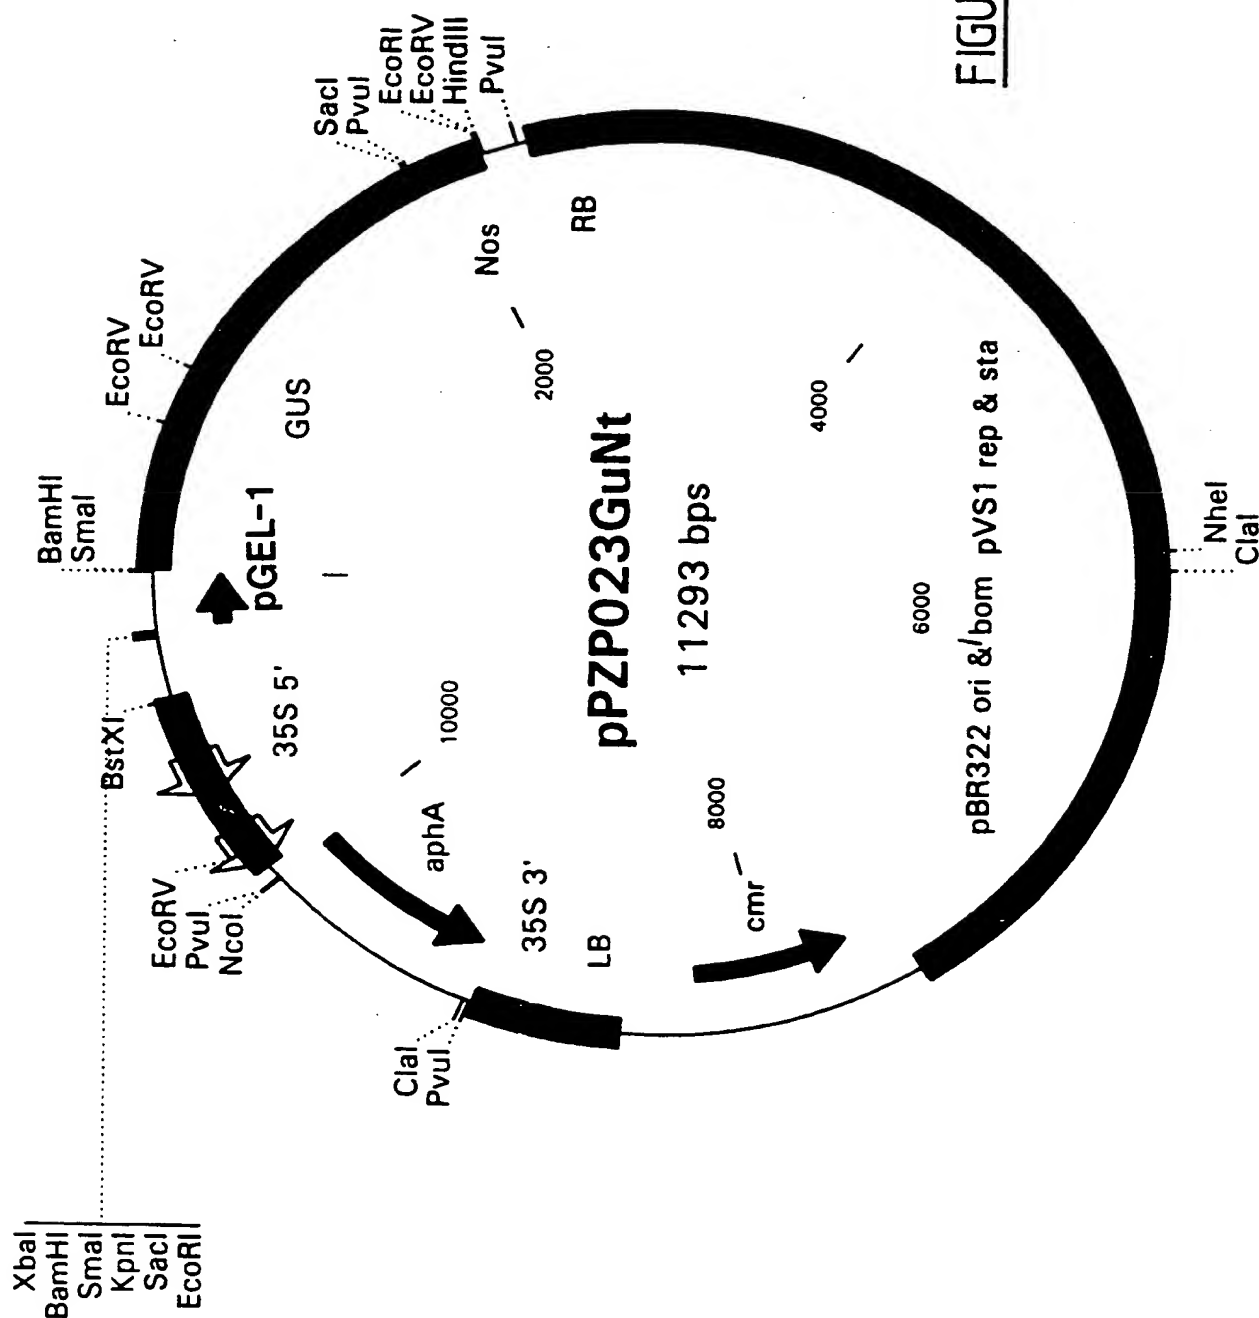 FIGU
XbaI
BamHI
SmaI
KpnI
SacI
EcoRI
BstXI
BamHI
SmaI
EcoRV
EcoRV
SacI
PvuI
EcoRI
EcoRV
HindIII
PvuI
EcoRV
PvuI
NcoI
ClaI
PvuI
NheI
ClaI
pGEL-1
GUS
Nos
RB
35S 5'
aphA
35S 3'
LB
cmr
pBR322 ori & bom pVS1 rep & sta
2000
4000
6000
8000
10000
pPZP023GuNt
11293 bps